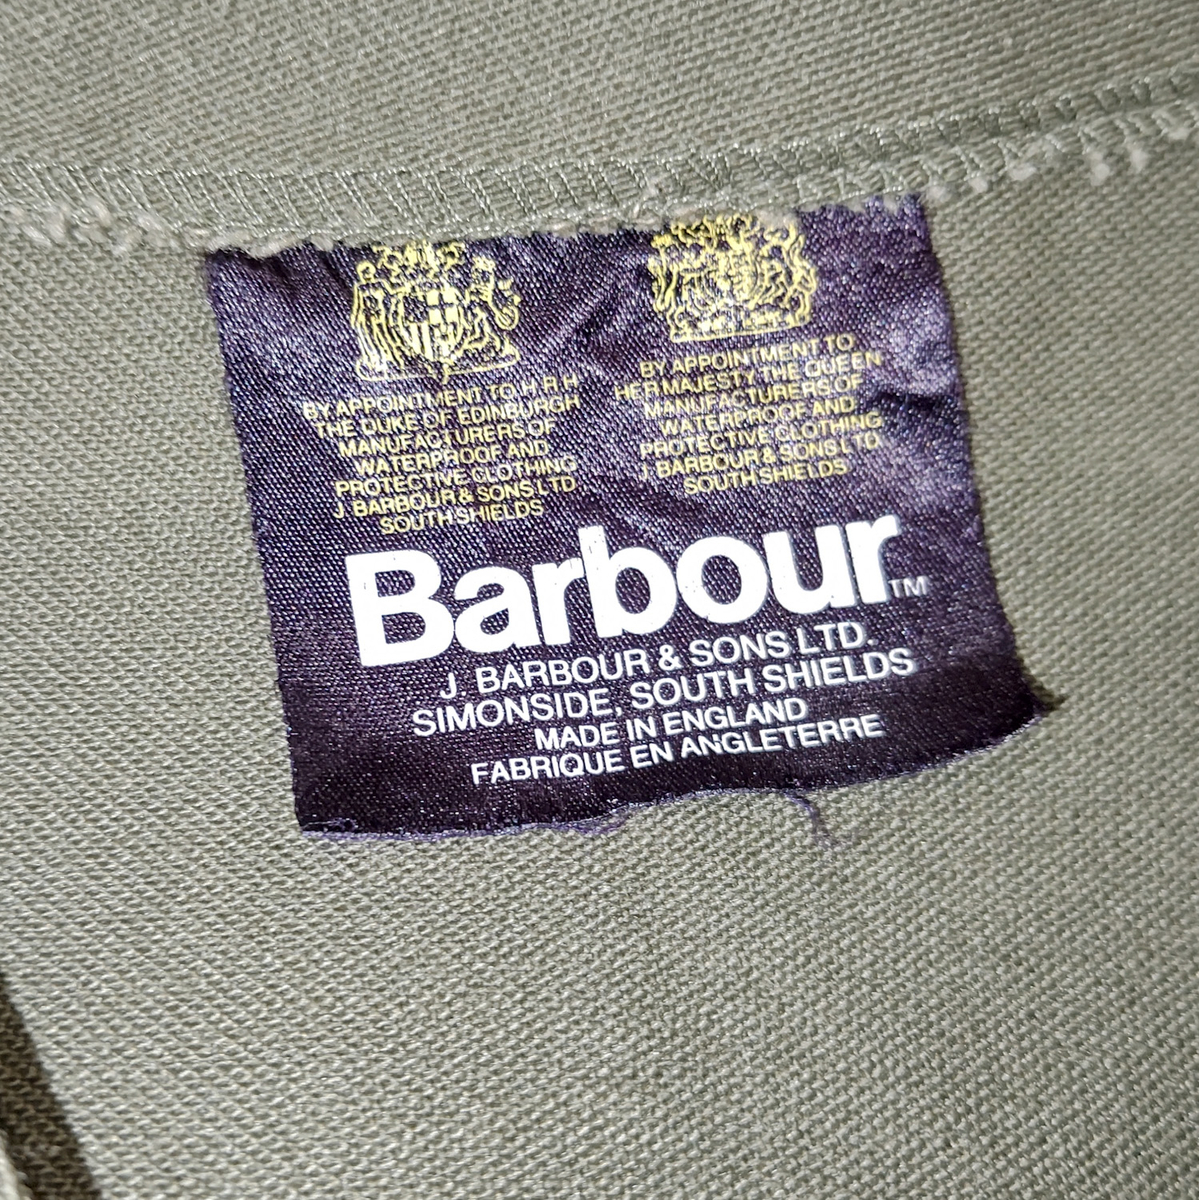 BY APPOINTMENT TO H R H
THE DUKE OF EDINBURGH
MANUFACTURERS OF
WATERPROOF AND
PROTECTIVE CLOTHING
J. BARBOUR & SONS LTD.
SOUTH SHIELDS
BY APPOINTMENT TO
HER MAJESTY THE QUEEN
MANUFACTURERS OF
WATERPROOF AND
PROTECTIVE CLOTHING
J. BARBOUR & SONS LTD
SOUTH SHIELDS
Barbour™
J. BARBOUR & SONS LTD.
SIMONSIDE, SOUTH SHIELDS
MADE IN ENGLAND
FABRIQUE EN ANGLETERRE